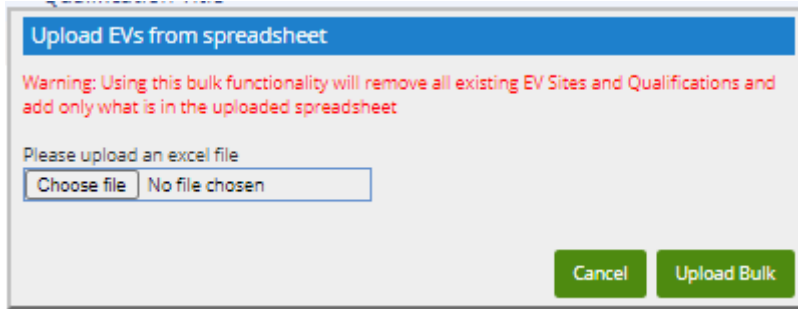 Upload EVs from spreadsheet
Warning: Using this bulk functionality will remove all existing EV Sites and Qualifications and
add only what is in the uploaded spreadsheet
Please upload an excel file
Choose file No file chosen
Cancel Upload Bulk